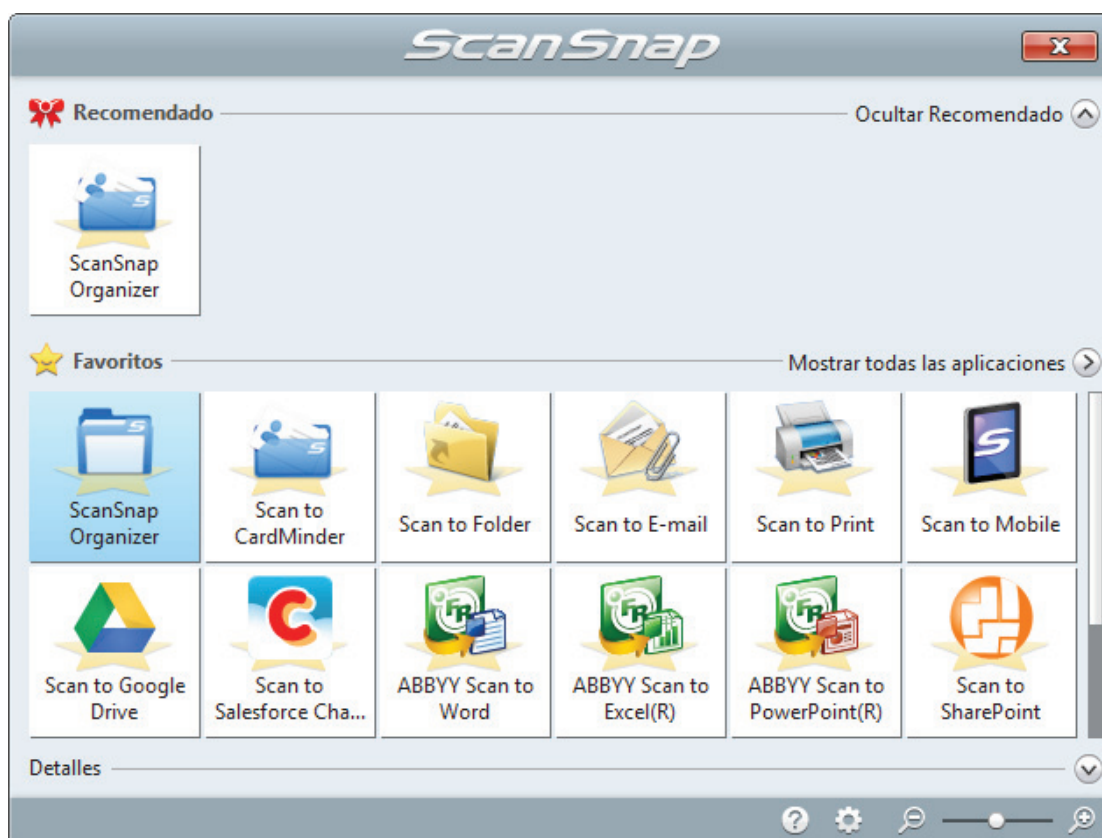 ScanSnap
Recomendado
Ocultar Recomendado
ScanSnap
Organizer
Favoritos
Mostrar todas las aplicaciones
ScanSnap
Organizer
Scan to
CardMinder
Scan to Folder
Scan to E-mail
Scan to Print
Scan to Mobile
Scan to Google
Drive
Scan to
Salesforce Cha...
ABBYY Scan to
Word
ABBYY Scan to
Excel(R)
ABBYY Scan to
PowerPoint(R)
Scan to
SharePoint
Detalles